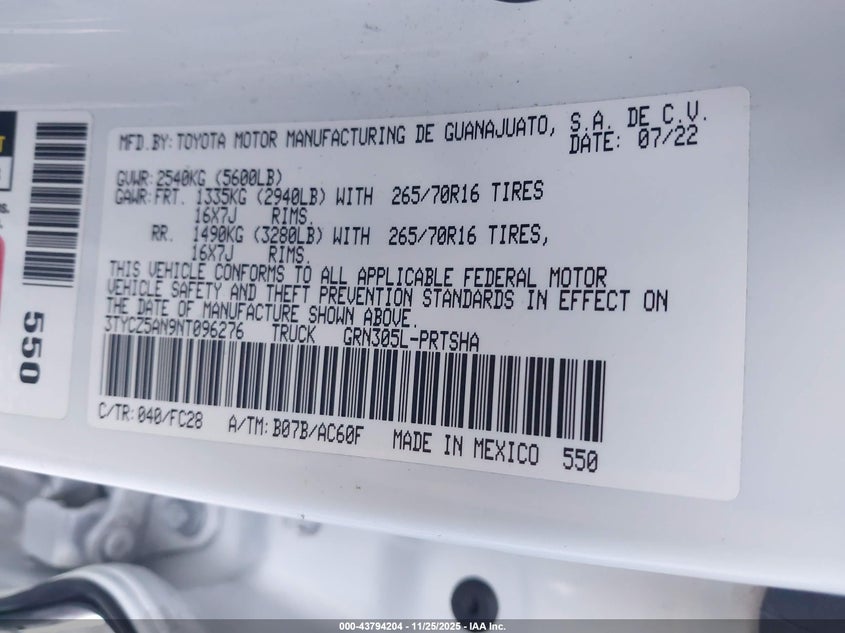 MFD.BY: TOYOTA MOTOR MANUFACTURING DE GUANAJUATO, S.A. DE C.V.
DATE: 07/22
GVWR: 2540KG (5600LB)
GAWR: FRT. 1335KG (2940LB) WITH 265/70R16 TIRES
16X7J RIMS.
RR. 1490KG (3280LB) WITH 265/70R16 TIRES,
16X7J RIMS.
THIS VEHICLE CONFORMS TO ALL APPLICABLE FEDERAL MOTOR
VEHICLE SAFETY AND THEFT PREVENTION STANDARDS IN EFFECT ON
THE DATE OF MANUFACTURE SHOWN ABOVE.
3TYCZ5AN9NT096276 TRUCK GRN305L-PRTSHA
C/TR: 040/FC28 A/TM: B07B/AC60F MADE IN MEXICO 550
550
000-43794204 - 11/25/2025 - IAA Inc.